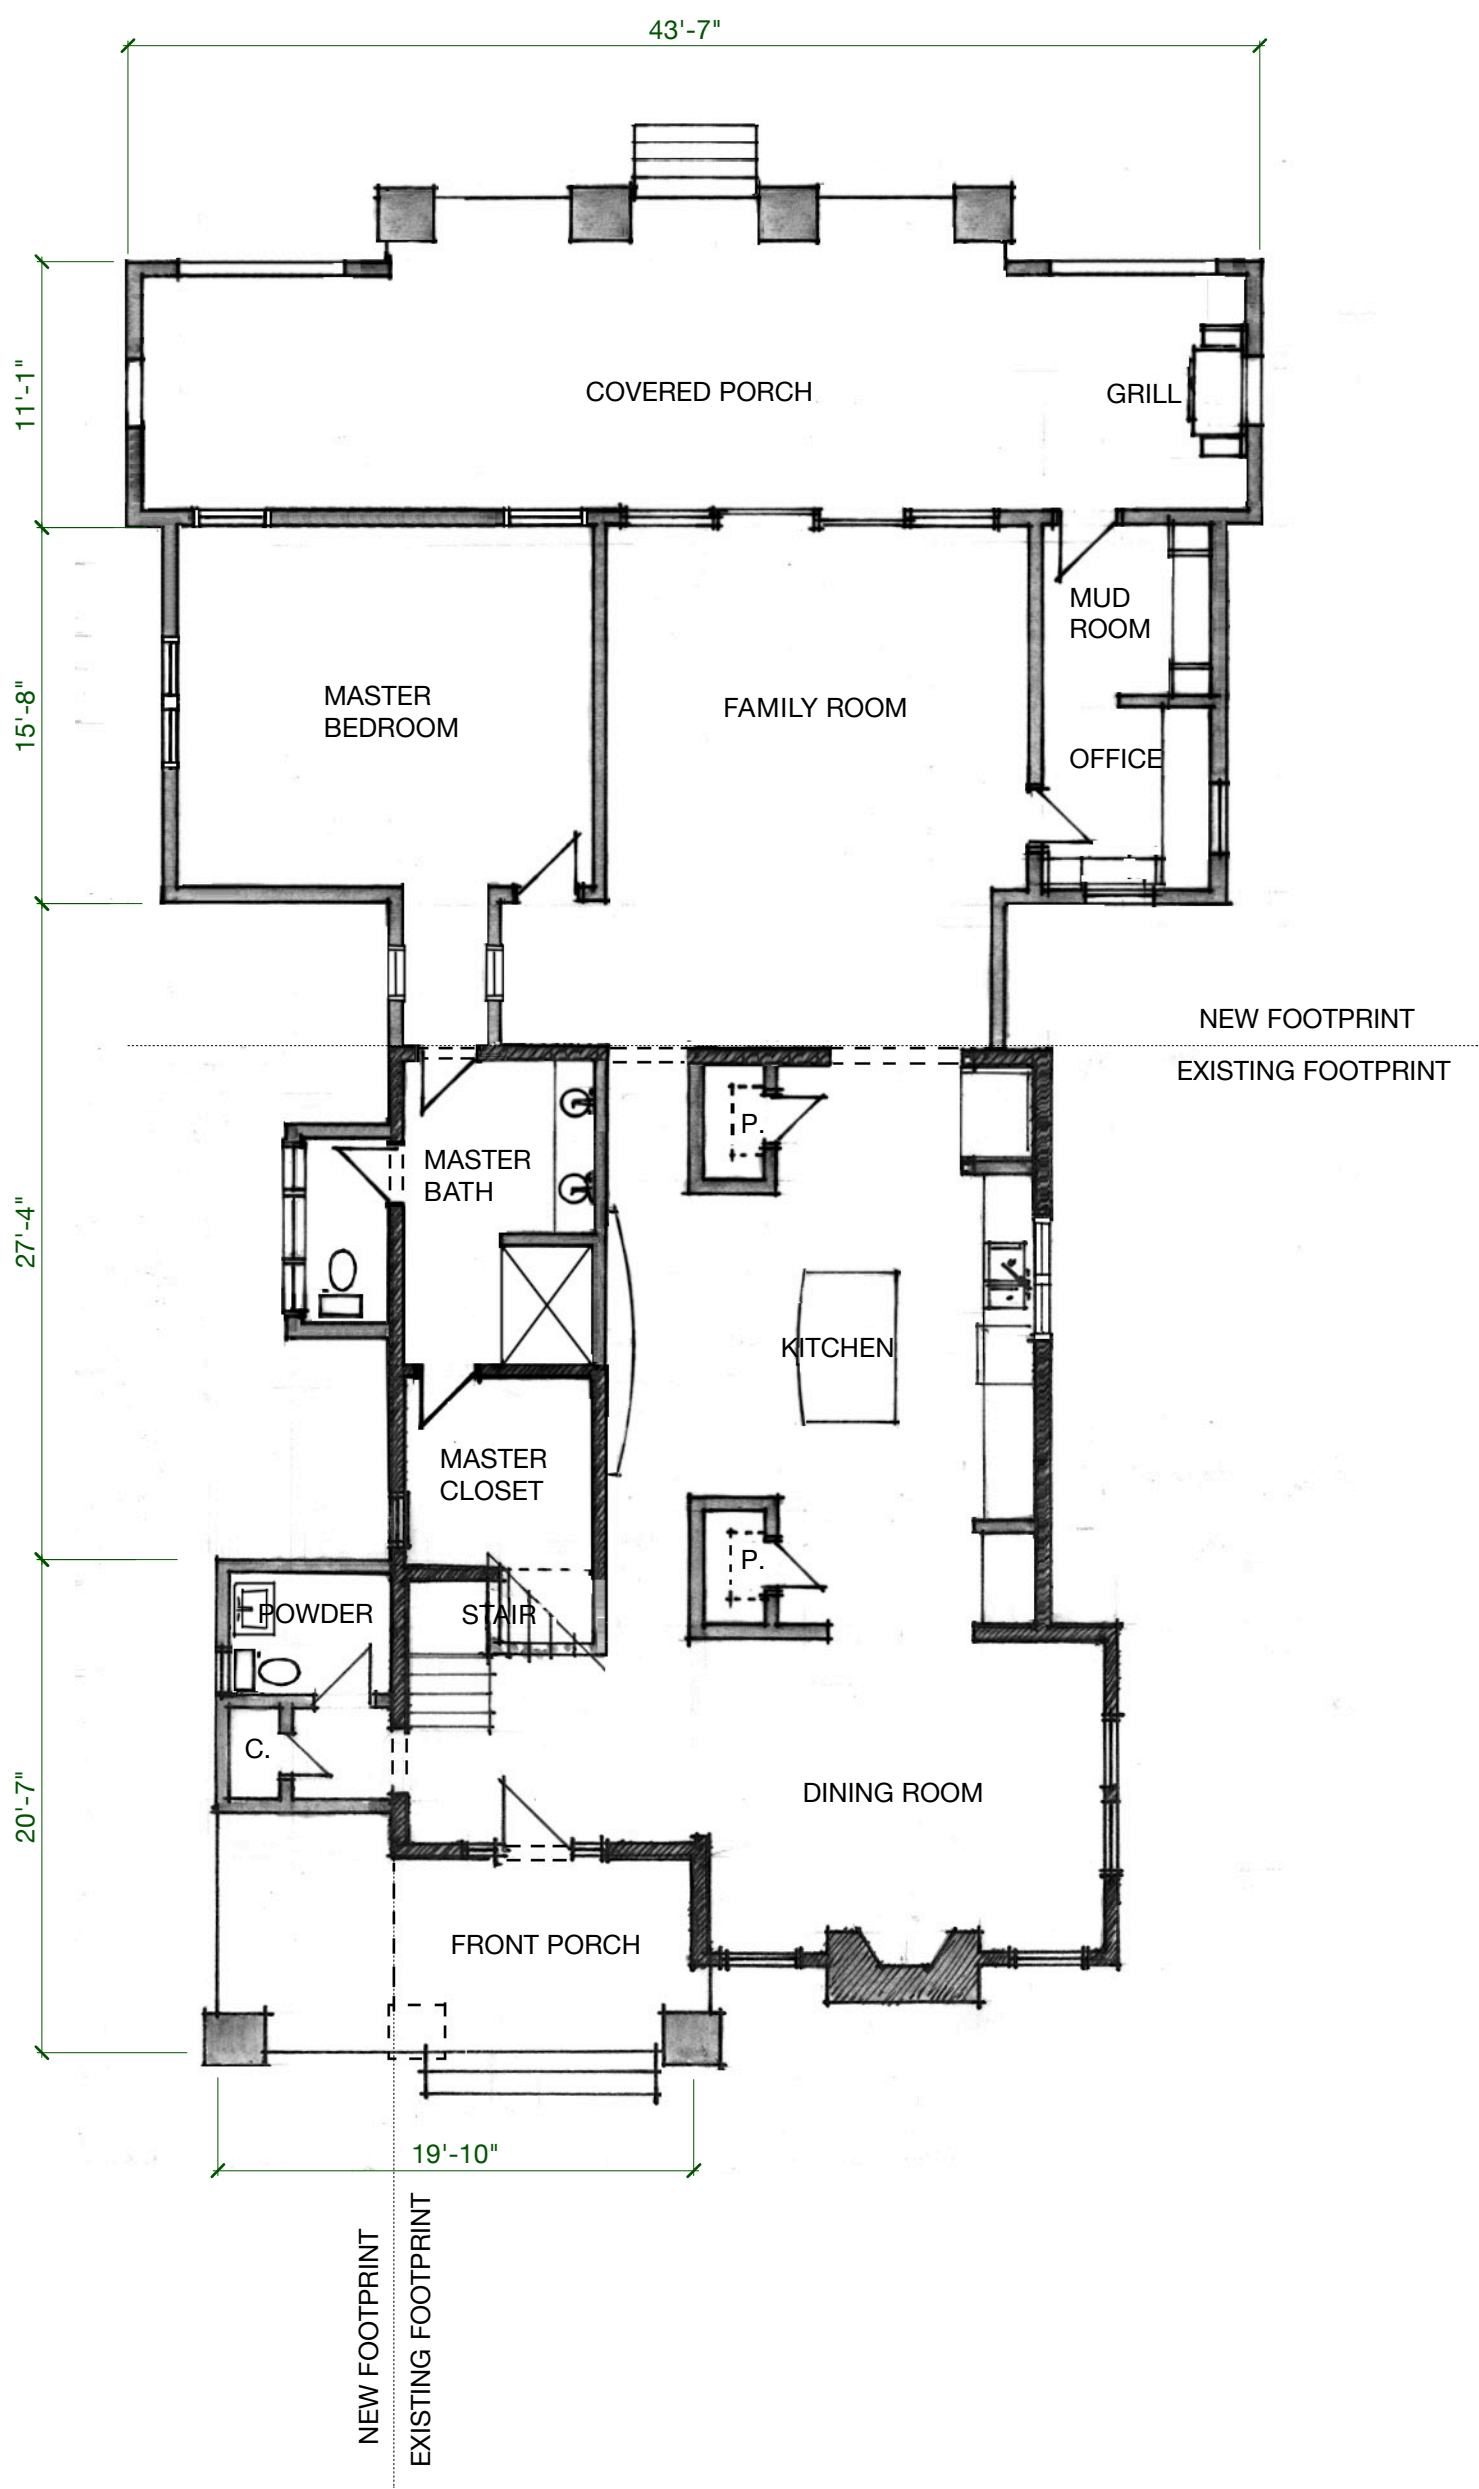 43'-7"
11'-1"
COVERED PORCH
GRILL
MUD
ROOM
15'-8"
MASTER
BEDROOM
FAMILY ROOM
OFFICE
NEW FOOTPRINT
EXISTING FOOTPRINT
P.
MASTER
BATH
27'-4"
KITCHEN
MASTER
CLOSET
P.
POWDER
STAIR
C.
DINING ROOM
20'-7"
FRONT PORCH
19'-10"
NEW FOOTPRINT
EXISTING FOOTPRINT